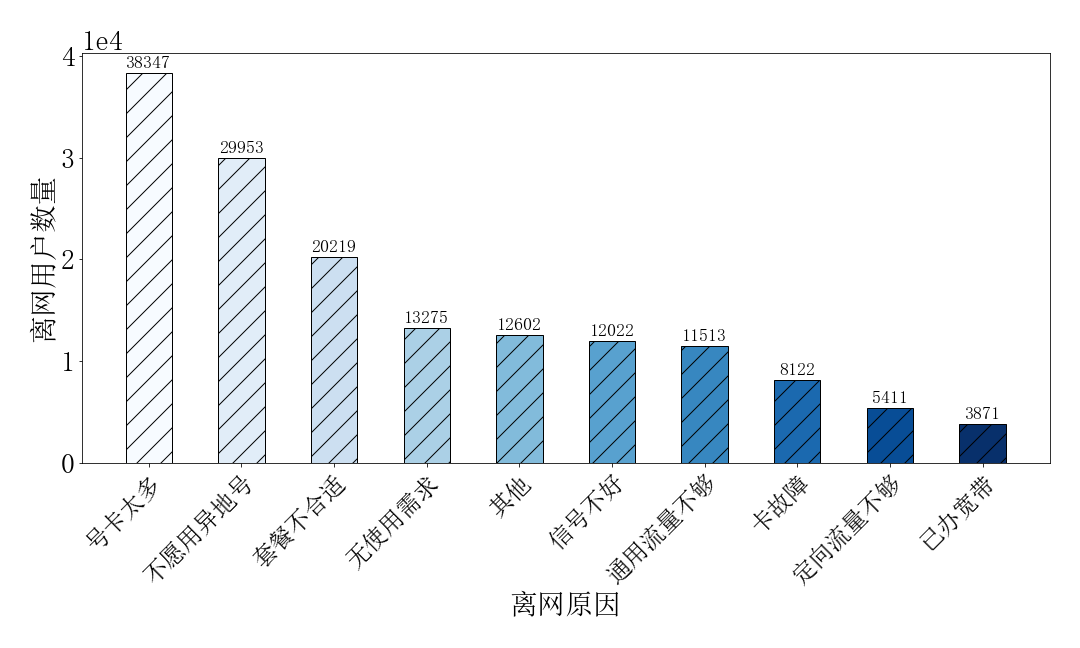 1e4
4
3
2
1
0
离网用户数量
38347
29953
20219
13275
12602
12022
11513
8122
5411
3871
号卡太多
不愿用异地号
套餐不合适
无使用需求
其他
信号不好
通用流量不够
卡故障
定向流量不够
已办宽带
离网原因